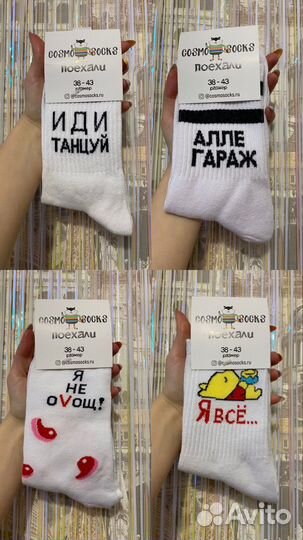 COSMOSOCKS
ПОЕХАЛИ
38 - 43
размер
@cosmosocks.ru
ИДИ
ТАНЦУЙ
COSMOSOCKS
ПОЕХАЛИ
38 - 43
размер
@cosmosocks.ru
АЛЛЕ
ГАРАЖ
COSMOSOCKS
ПОЕХАЛИ
38 - 43
размер
@cosmosocks.ru
Я
НЕ
OVОЩ!
COSMOSOCKS
ПОЕХАЛИ
38 - 43
размер
@cosmosocks.ru
Я ВСЁ...
Avito